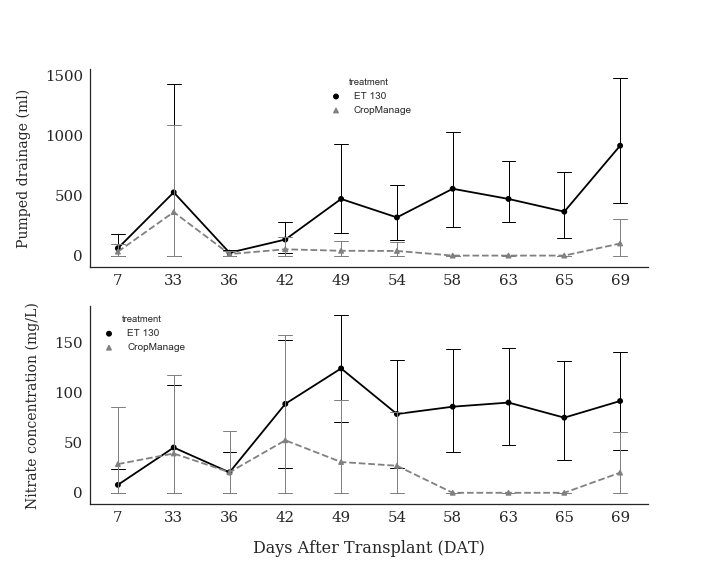 Pumped drainage (ml)
1500
1000
500
0
treatment
ET 130
CropManage
7 33 36 42 49 54 58 63 65 69
Nitrate concentration (mg/L)
150
100
50
0
treatment
ET 130
CropManage
7 33 36 42 49 54 58 63 65 69
Days After Transplant (DAT)